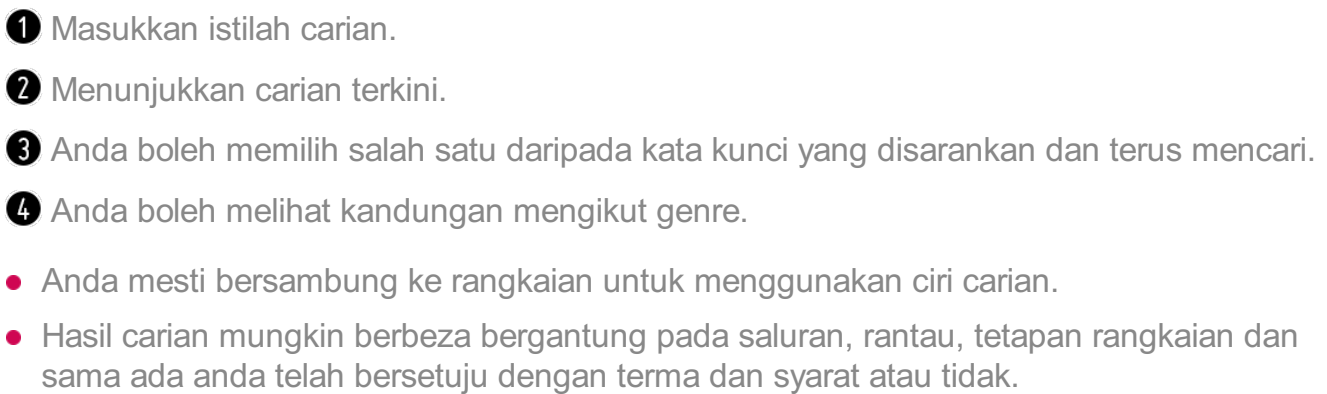 ❶ Masukkan istilah carian.
❷ Menunjukkan carian terkini.
❸ Anda boleh memilih salah satu daripada kata kunci yang disarankan dan terus mencari.
❹ Anda boleh melihat kandungan mengikut genre.
● Anda mesti bersambung ke rangkaian untuk menggunakan ciri carian.
● Hasil carian mungkin berbeza bergantung pada saluran, rantau, tetapan rangkaian dan
sama ada anda telah bersetuju dengan terma dan syarat atau tidak.